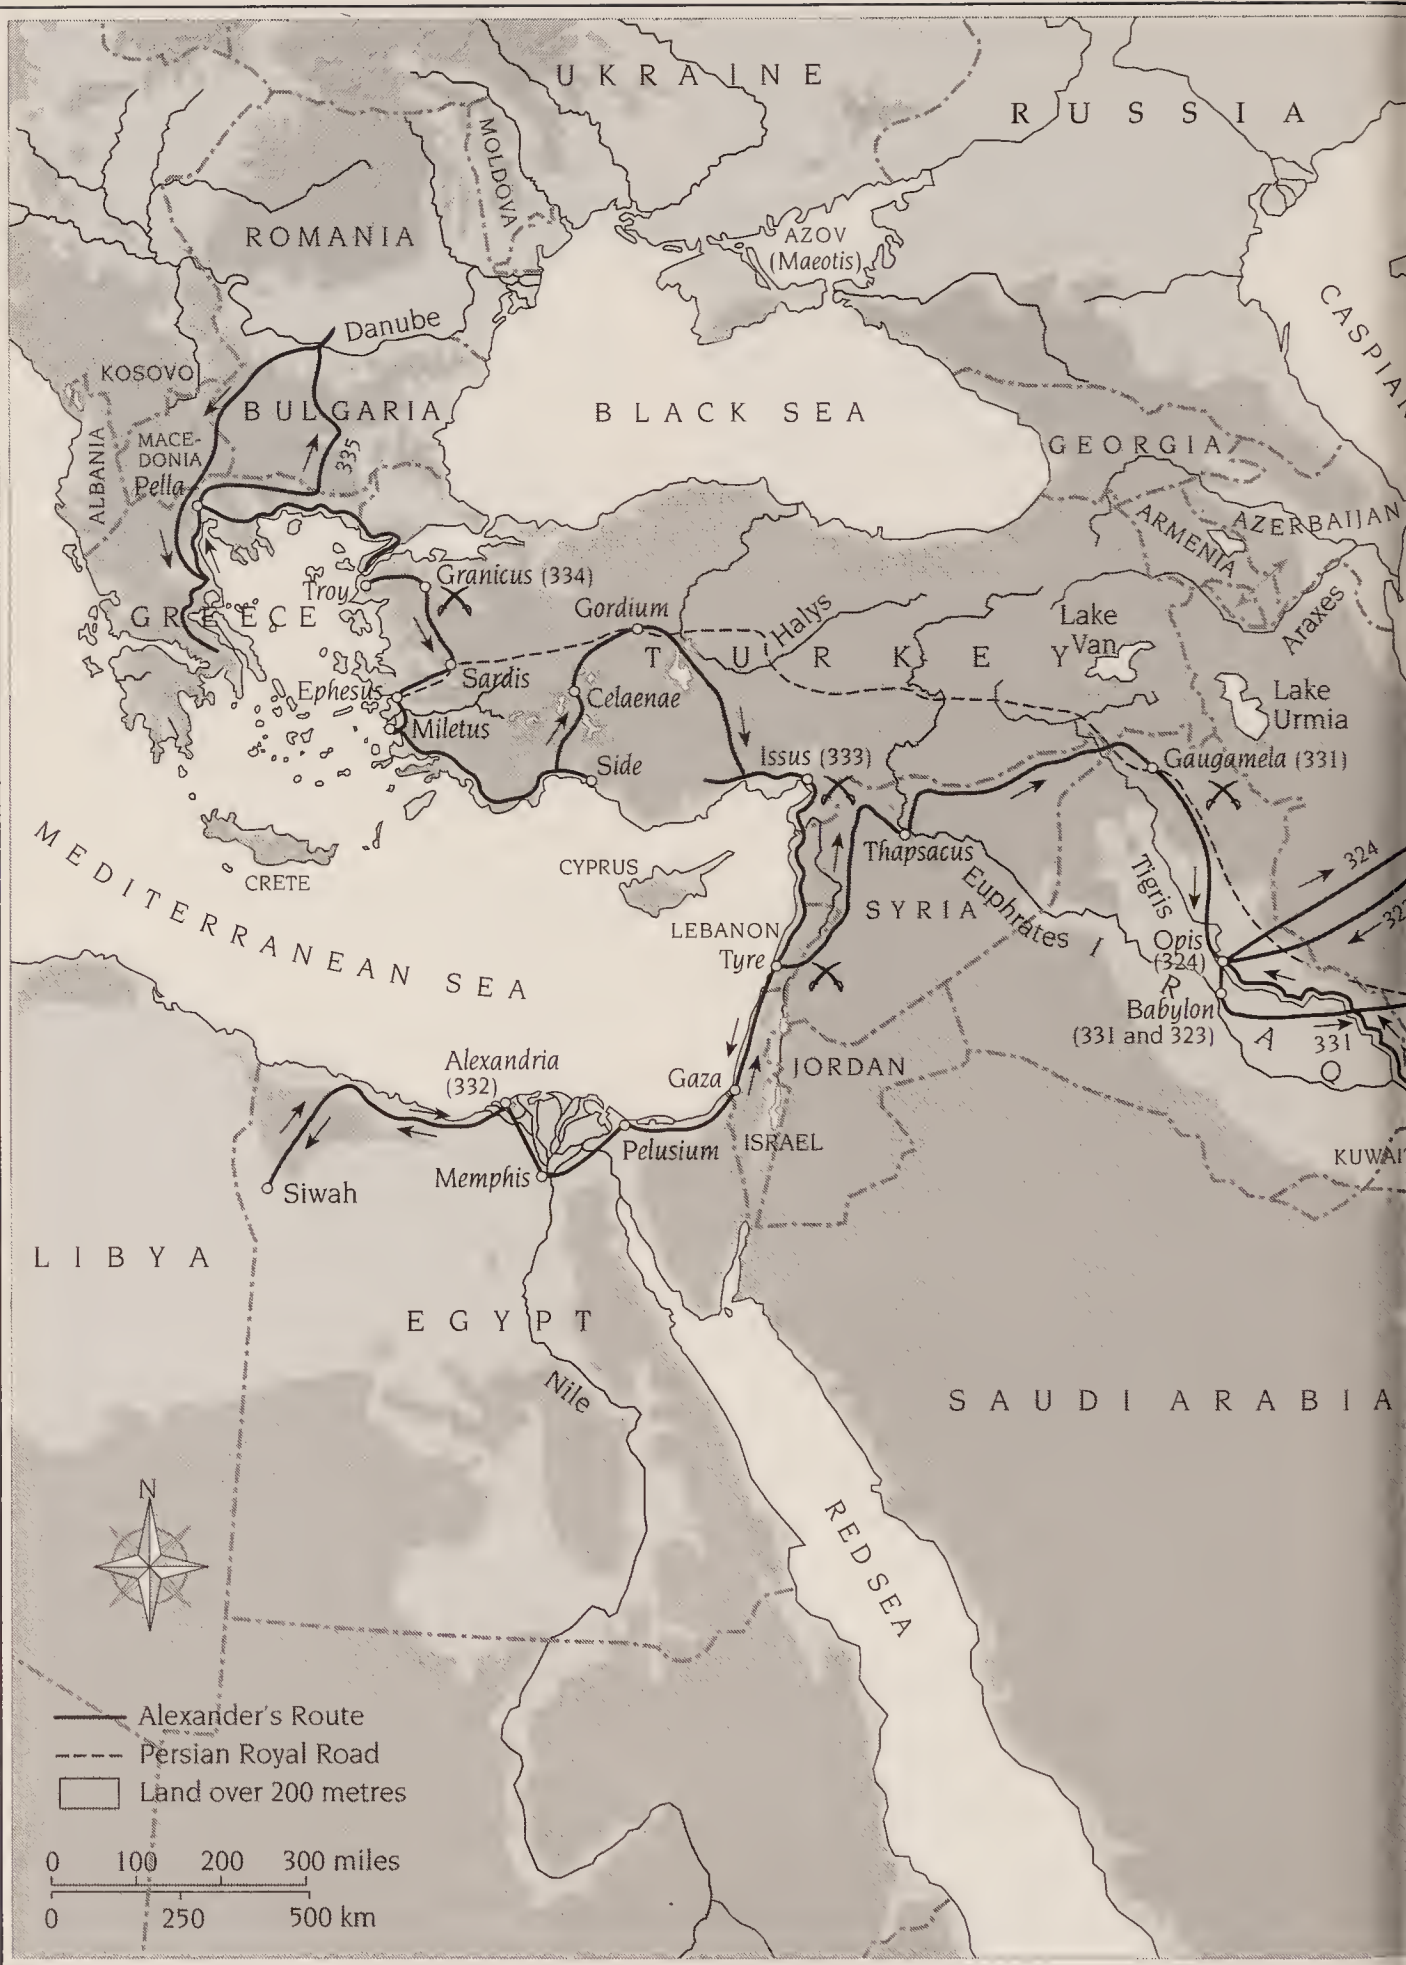 UKRAINE
RUSSIA
MOLDOVA
ROMANIA
AZOV
(Maeotis)
CASPIAN
Danube
KOSOVO
BULGARIA
BLACK SEA
GEORGIA
ALBANIA
MACE-
DONIA
Pella
335
ARMENIA
AZERBAIJAN
Troy
Granicus (334)
GREECE
Gordium
Halys
Lake
Van
Araxes
TURKEY
Ephesus
Sardis
Celaenae
Lake
Urmia
Miletus
Side
Issus (333)
Gaugamela (331)
MEDITERRANEAN SEA
CRETE
CYPRUS
Thapsacus
Euphrates
Tigris
324
SYRIA
LEBANON
Tyre
Opis
(324)
IRAQ
Babylon
(331 and 323)
331
Alexandria
(332)
Gaza
JORDAN
Pelusium
ISRAEL
Memphis
Siwah
LIBYA
EGYPT
Nile
SAUDI ARABIA
N
RED SEA
Alexander's Route
Persian Royal Road
Land over 200 metres
0 100 200 300 miles
0 250 500 km